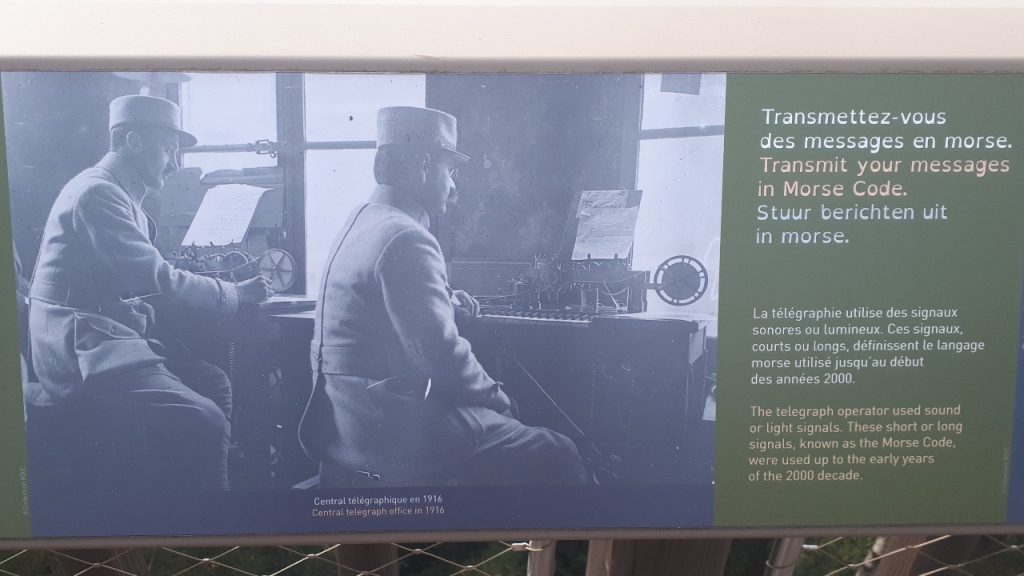 Transmettez-vous
des messages en morse.
Transmit your messages
in Morse Code.
Stuur berichten uit
in morse.
La télégraphie utilise des signaux
sonores ou lumineux. Ces signaux,
courts ou longs, définissent le langage
morse utilisé jusqu'au début
des années 2000.
The telegraph operator used sound
or light signals. These short or long
signals, known as the Morse Code,
were used up to the early years
of the 2000 decade.
Central télégraphique en 1916
Central telegraph office in 1916